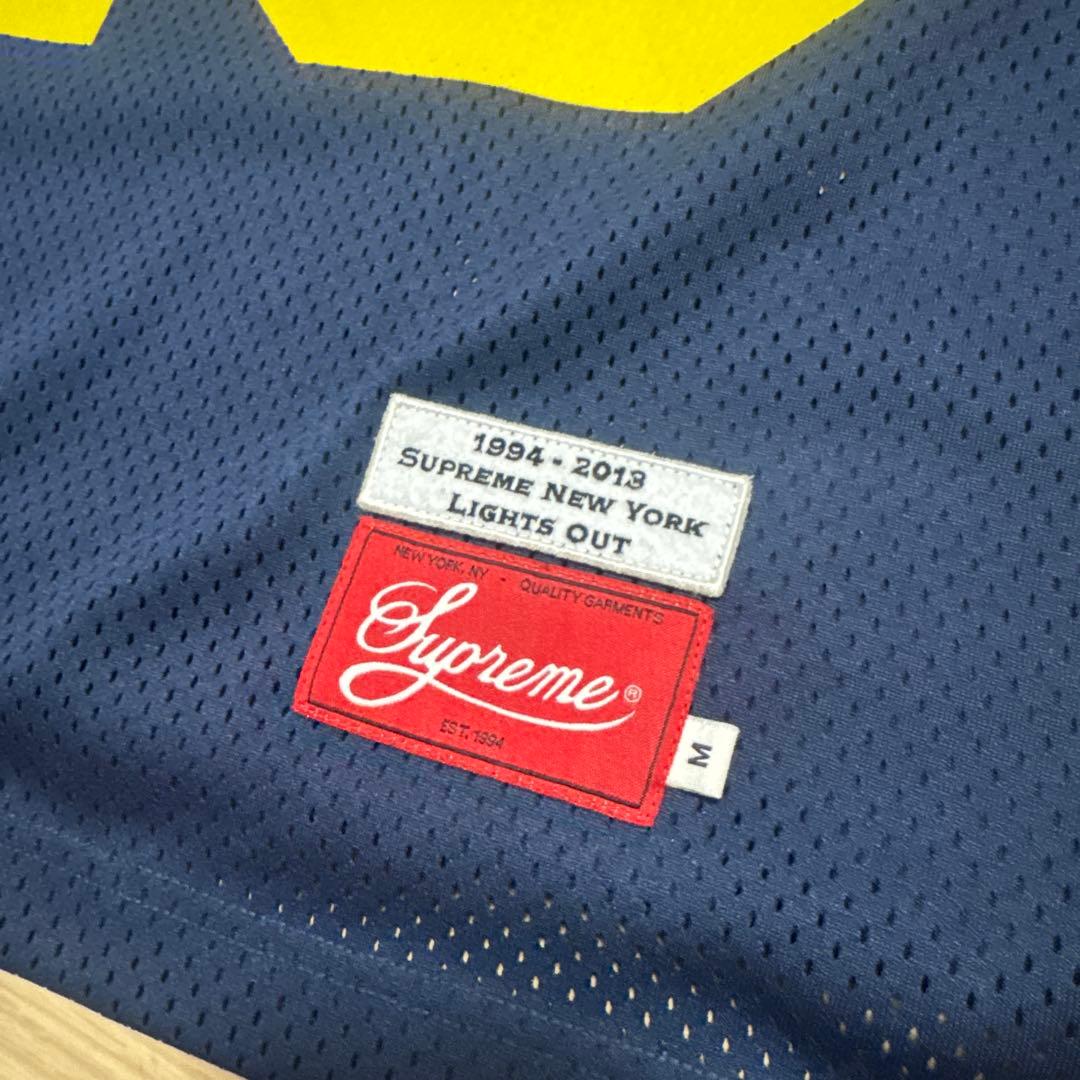 1994 - 2013
SUPREME NEW YORK
LIGHTS OUT
NEW YORK, NY · QUALITY GARMENTS
Supreme®
EST. 1994
M